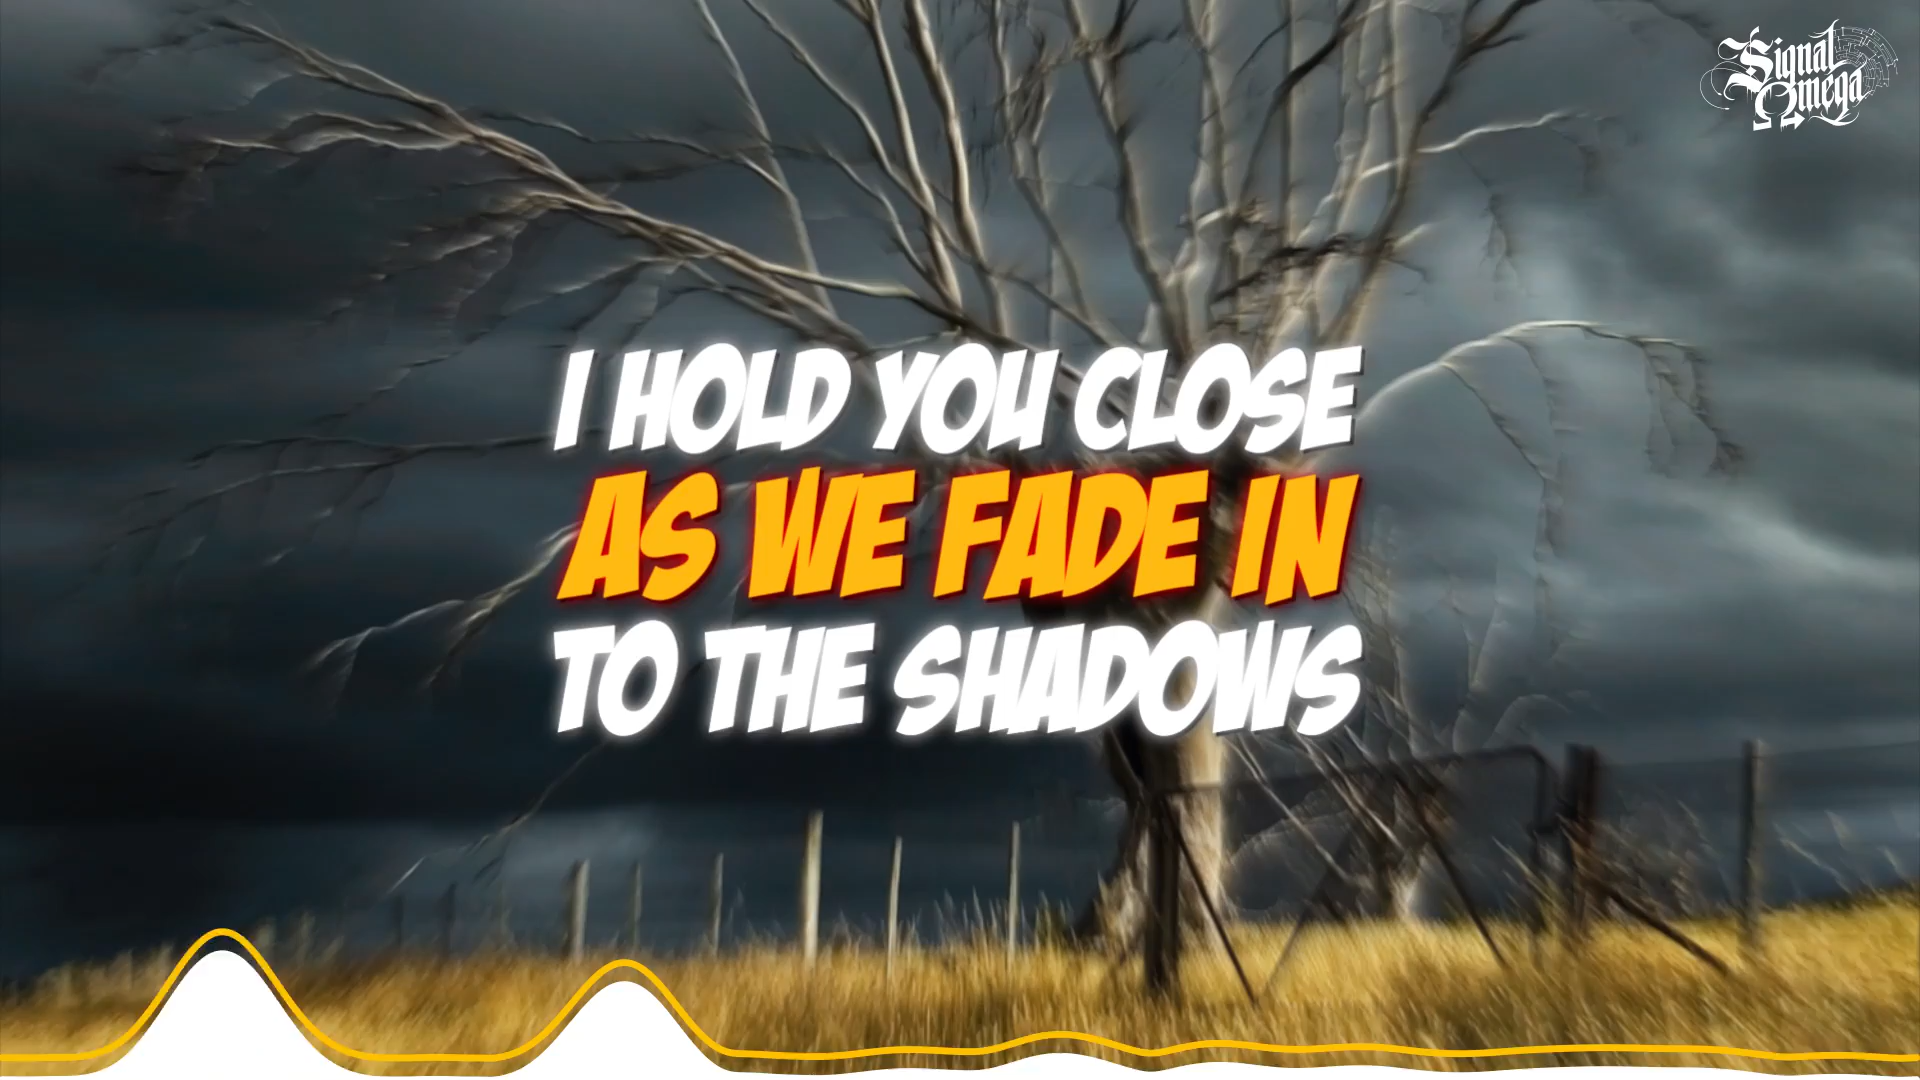 Signal
Omega
I HOLD YOU CLOSE
AS WE FADE IN
TO THE SHADOWS